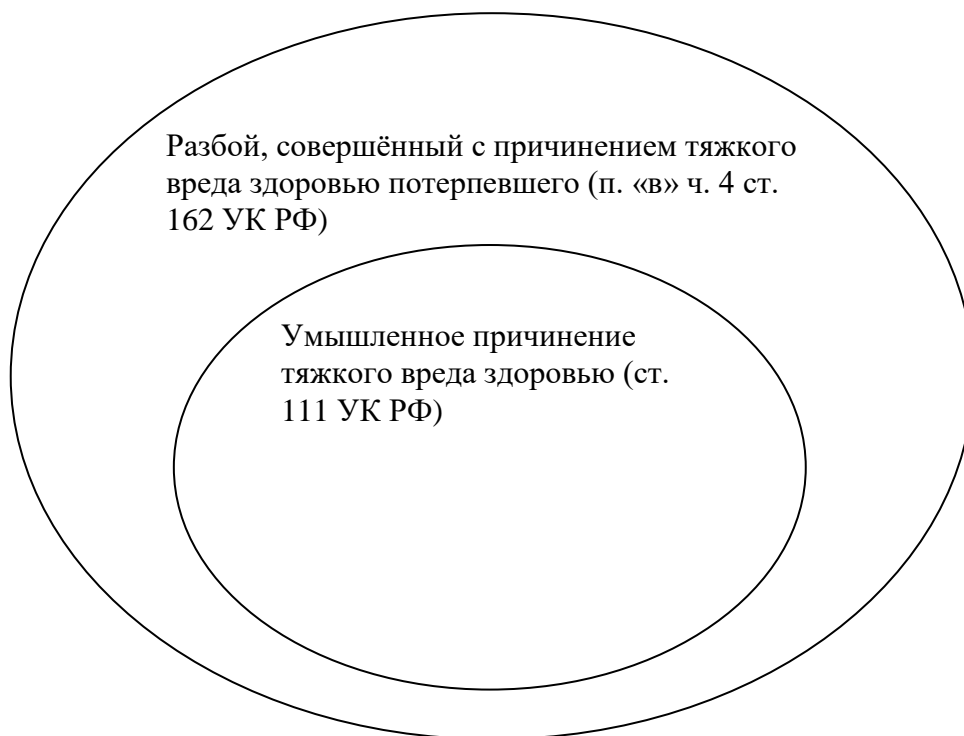 Разбой, совершённый с причинением тяжкого
вреда здоровью потерпевшего (п. «в» ч. 4 ст.
162 УК РФ)
Умышленное причинение
тяжкого вреда здоровью (ст.
111 УК РФ)